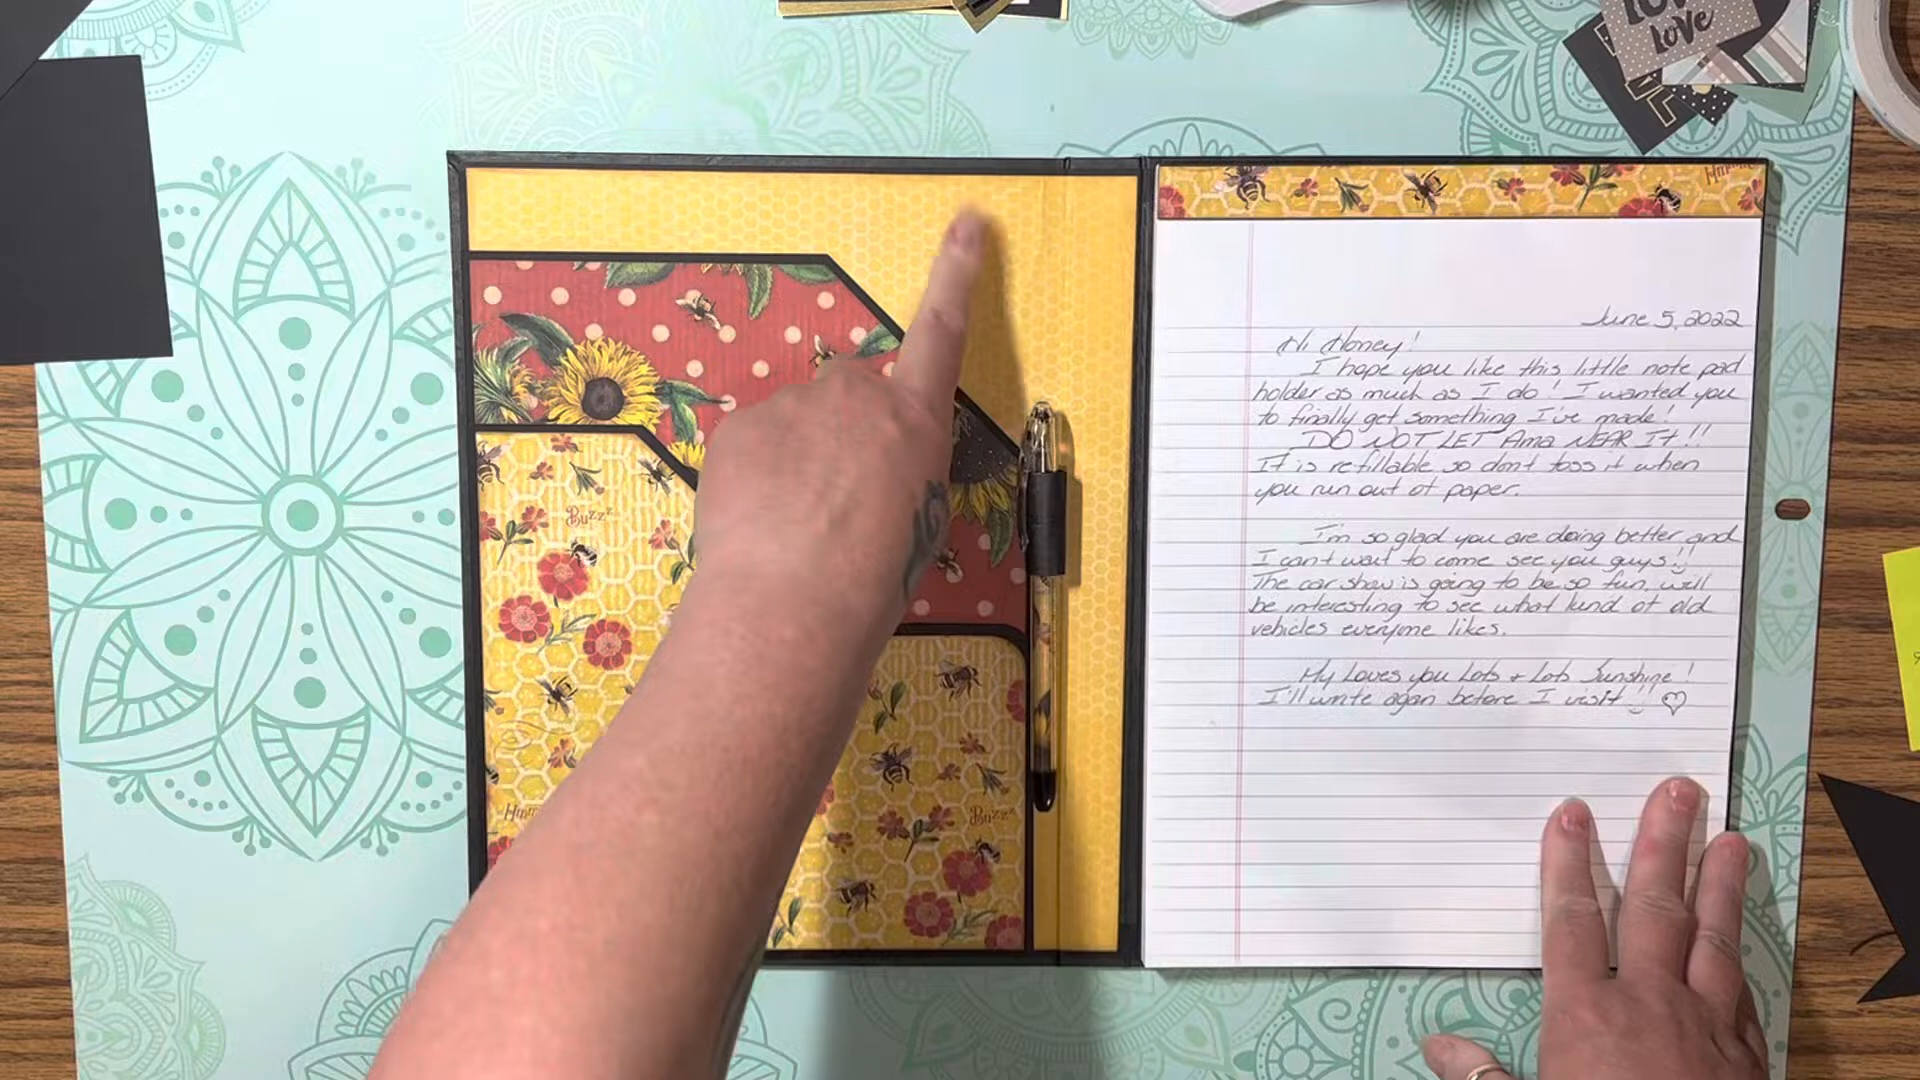 LOVE
June 5, 2022
Hi Honey!
I hope you like this little note pad
holder as much as I do! I wanted you
to finally get something I've made!
DO NOT LET Ama NEAR It!!
It is refillable so dont toss it when
you run out of paper.
I'm so glad you are doing better and
I can't wait to come see you guys!!
The car show is going to be so fun, will
be interesting to see what kind of old
vehicles everyone likes.
My Loves you Lots + Lots Sunshine!
I'll write again before I visit!!
Buzzz
Buzzz